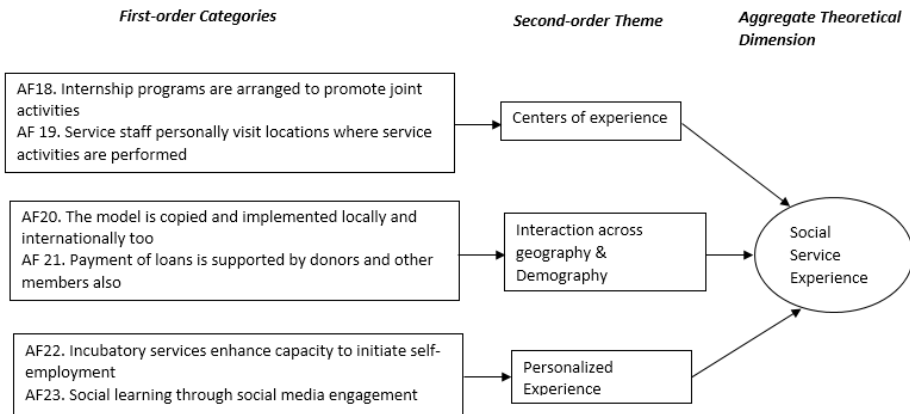 First-order Categories
Second-order Theme
Aggregate Theoretical
Dimension
AF18. Internship programs are arranged to promote joint
activities
AF 19. Service staff personally visit locations where service
activities are performed
Centers of experience
AF20. The model is copied and implemented locally and
internationally too
AF 21. Payment of loans is supported by donors and other
members also
Interaction across
geography &
Demography
Social
Service
Experience
AF22. Incubatory services enhance capacity to initiate self-
employment
AF23. Social learning through social media engagement
Personalized
Experience